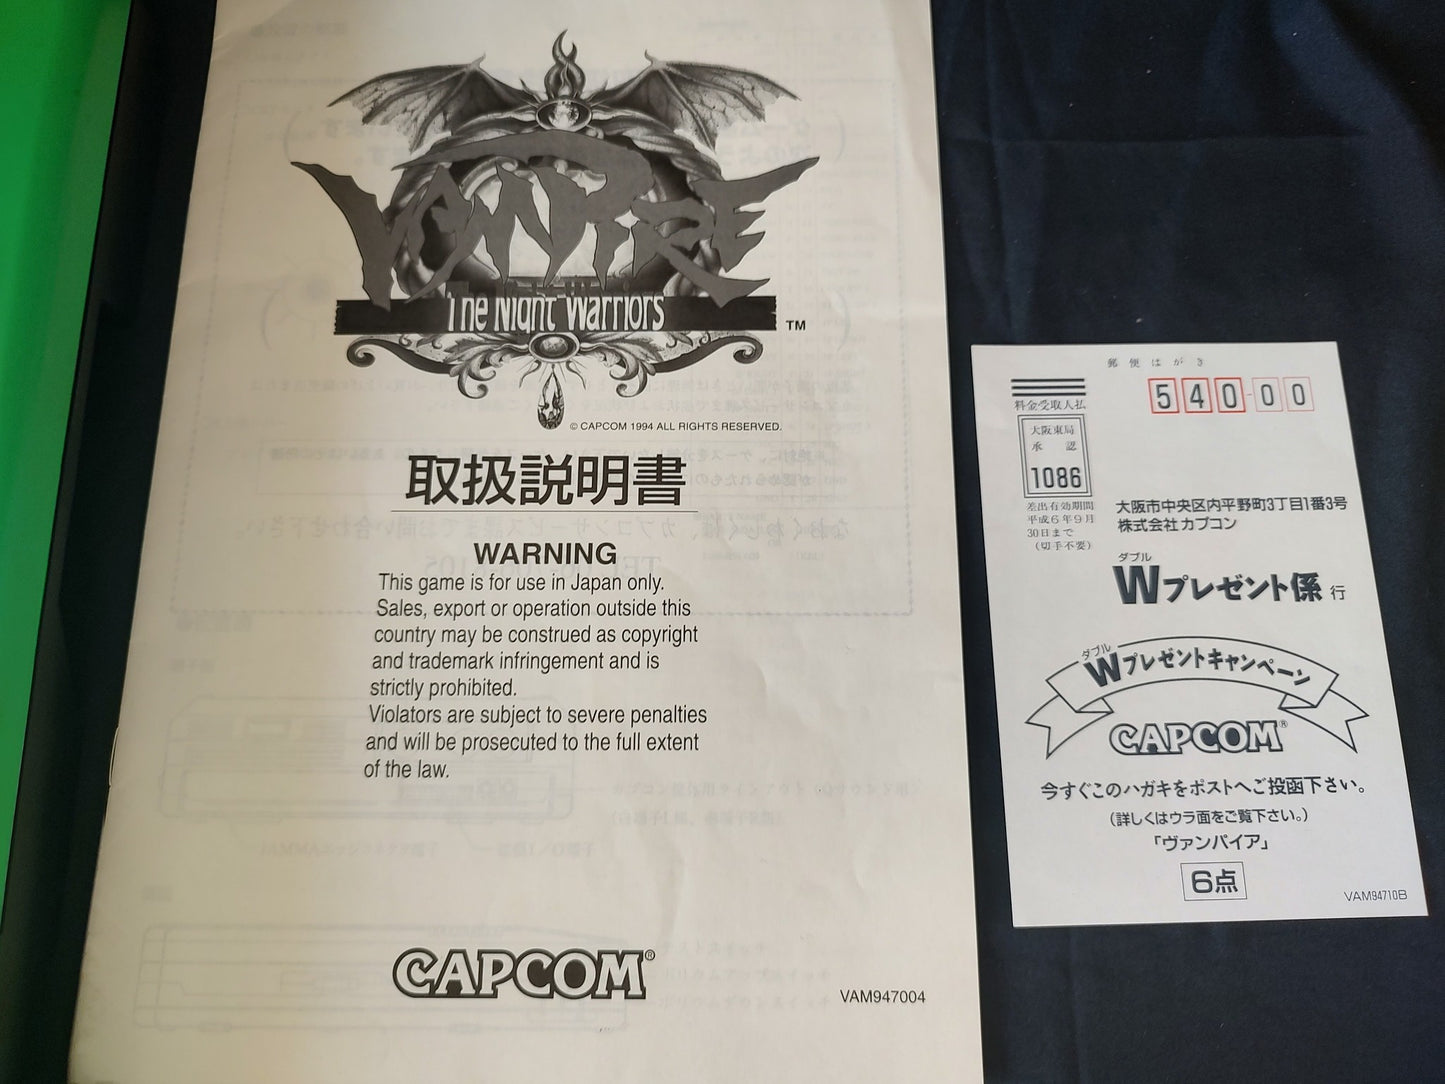 VAMPIRE
The Night Warriors
TM
© CAPCOM 1994 ALL RIGHTS RESERVED.
取扱説明書
WARNING
This game is for use in Japan only.
Sales, export or operation outside this
country may be construed as copyright
and trademark infringement and is
strictly prohibited.
Violators are subject to severe penalties
and will be prosecuted to the full extent
of the law.
CAPCOM®
VAM947004
郵便はがき
540-00
料金受取人払
大阪東局
承認
1086
差出有効期間
平成6年9月
30日まで
(切手不要)
大阪市中央区内平野町3丁目1番3号
株式会社 カプコン
ダブル
Wプレゼント係 行
ダブル
Wプレゼントキャンペーン
CAPCOM®
今すぐこのハガキをポストへご投函下さい。
(詳しくはウラ面をご覧下さい。)
「ヴァンパイア」
6点
VAM94710B